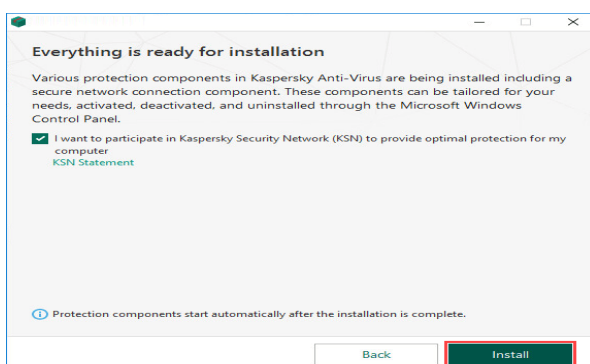 Everything is ready for installation
Various protection components in Kaspersky Anti-Virus are being installed including a
secure network connection component. These components can be tailored for your
needs, activated, deactivated, and uninstalled through the Microsoft Windows
Control Panel.
I want to participate in Kaspersky Security Network (KSN) to provide optimal protection for my
computer
KSN Statement
Protection components start automatically after the installation is complete.
Back
Install